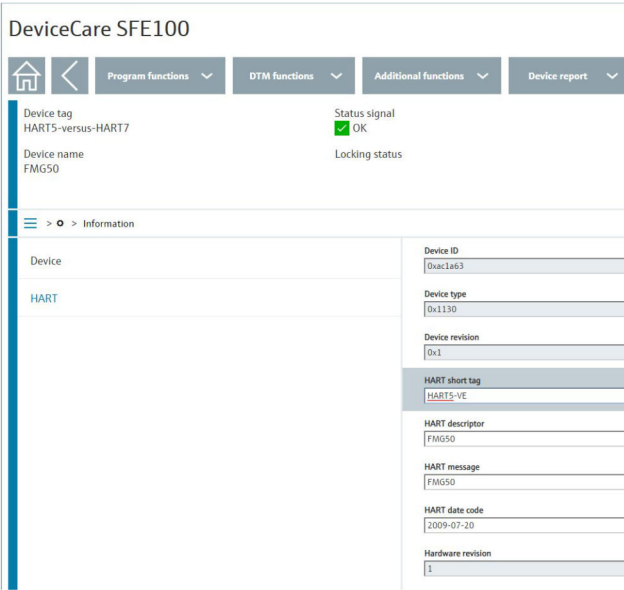 DeviceCare SFE100
Program functions
DTM functions
Additional functions
Device report
Device tag
HART5-versus-HART7
Status signal
OK
Device name
FMG50
Locking status
> > Information
Device
HART
Device ID
0xac1a63
Device type
0x1130
Device revision
0x1
HART short tag
HART5-VE
HART descriptor
FMG50
HART message
FMG50
HART date code
2009-07-20
Hardware revision
1